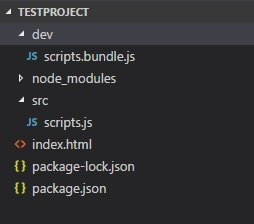 TESTPROJECT
dev
JS scripts.bundle.js
node_modules
src
JS scripts.js
<> index.html
{} package-lock.json
{} package.json